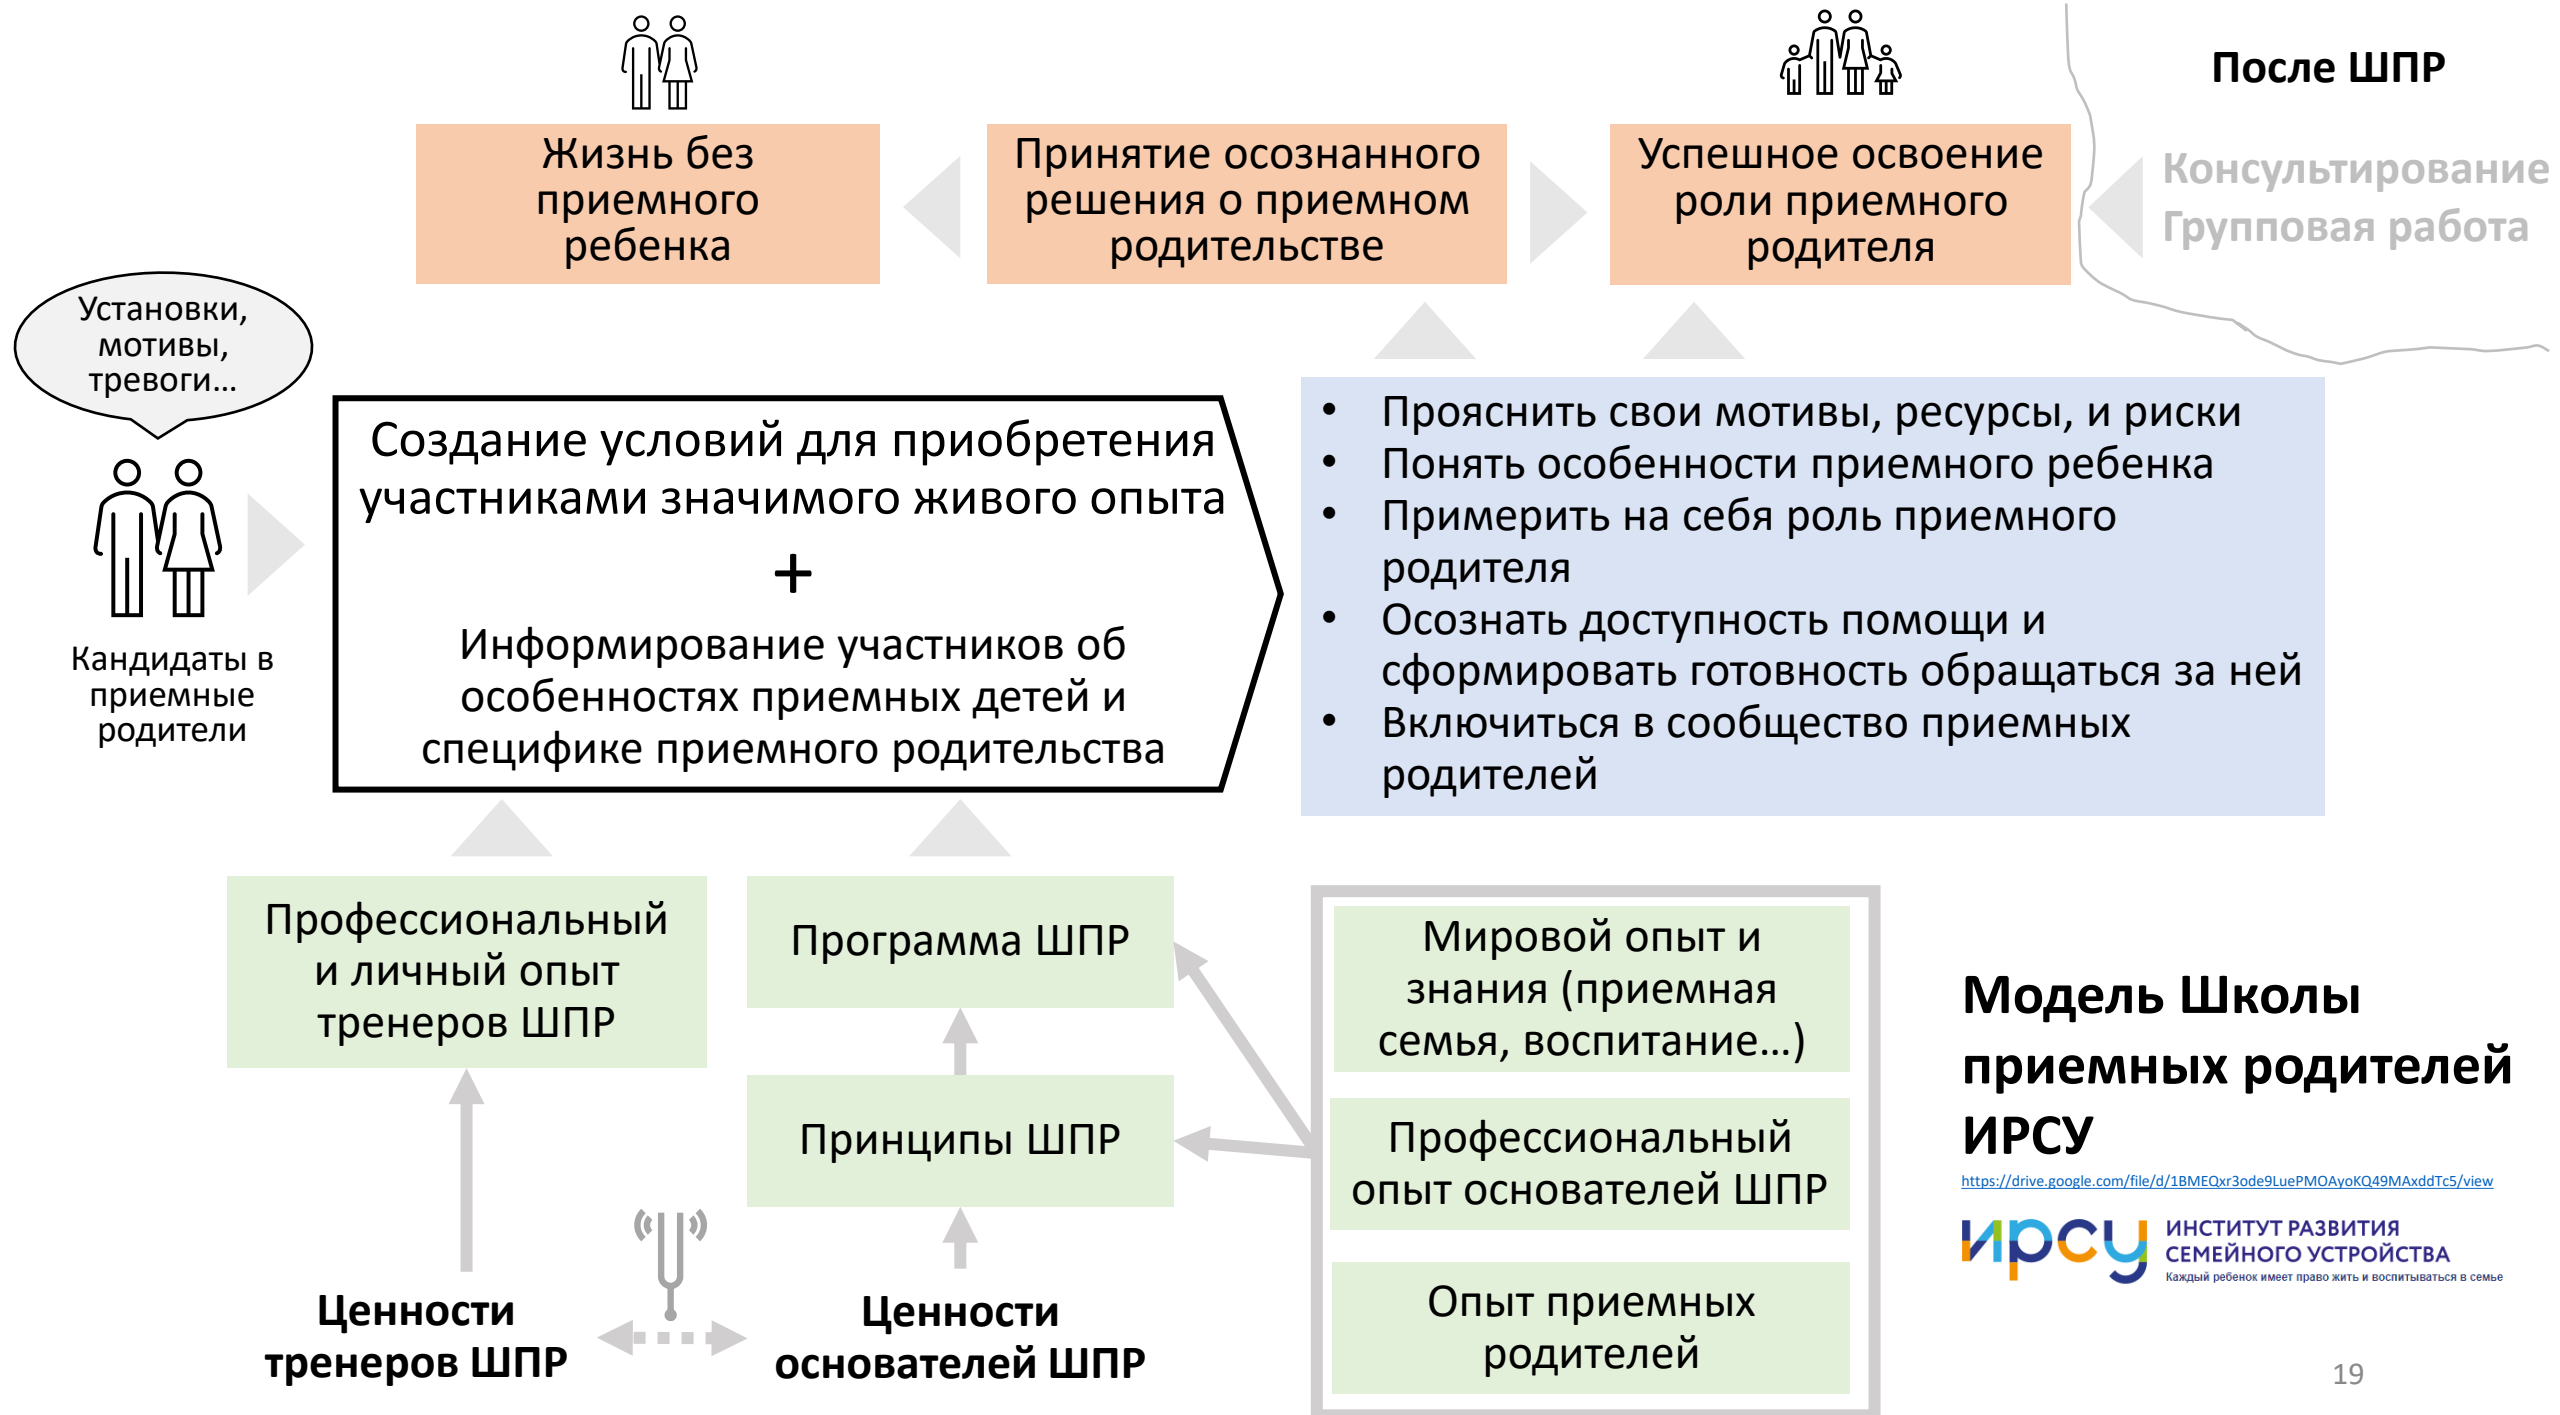 После ШПР
Консультирование
Групповая работа
Жизнь без
приемного
ребенка
Принятие осознанного
решения о приемном
родительстве
Успешное освоение
роли приемного
родителя
Установки,
мотивы,
тревоги…
Кандидаты в
приемные
родители
Создание условий для приобретения
участниками значимого живого опыта
+
Информирование участников об
особенностях приемных детей и
специфике приемного родительства
• Прояснить свои мотивы, ресурсы, и риски
• Понять особенности приемного ребенка
• Примерить на себя роль приемного
родителя
• Осознать доступность помощи и
сформировать готовность обращаться за ней
• Включиться в сообщество приемных
родителей
Профессиональный
и личный опыт
тренеров ШПР
Программа ШПР
Принципы ШПР
Ценности
тренеров ШПР
Ценности
основателей ШПР
Мировой опыт и
знания (приемная
семья, воспитание…)
Профессиональный
опыт основателей ШПР
Опыт приемных
родителей
Модель Школы
приемных родителей
ИРСУ
https://drive.google.com/file/d/1BMEQxr3ode9LuePMOAyoKQ49MAxddTc5/view
ирсу
ИНСТИТУТ РАЗВИТИЯ
СЕМЕЙНОГО УСТРОЙСТВА
Каждый ребенок имеет право жить и воспитываться в семье
19